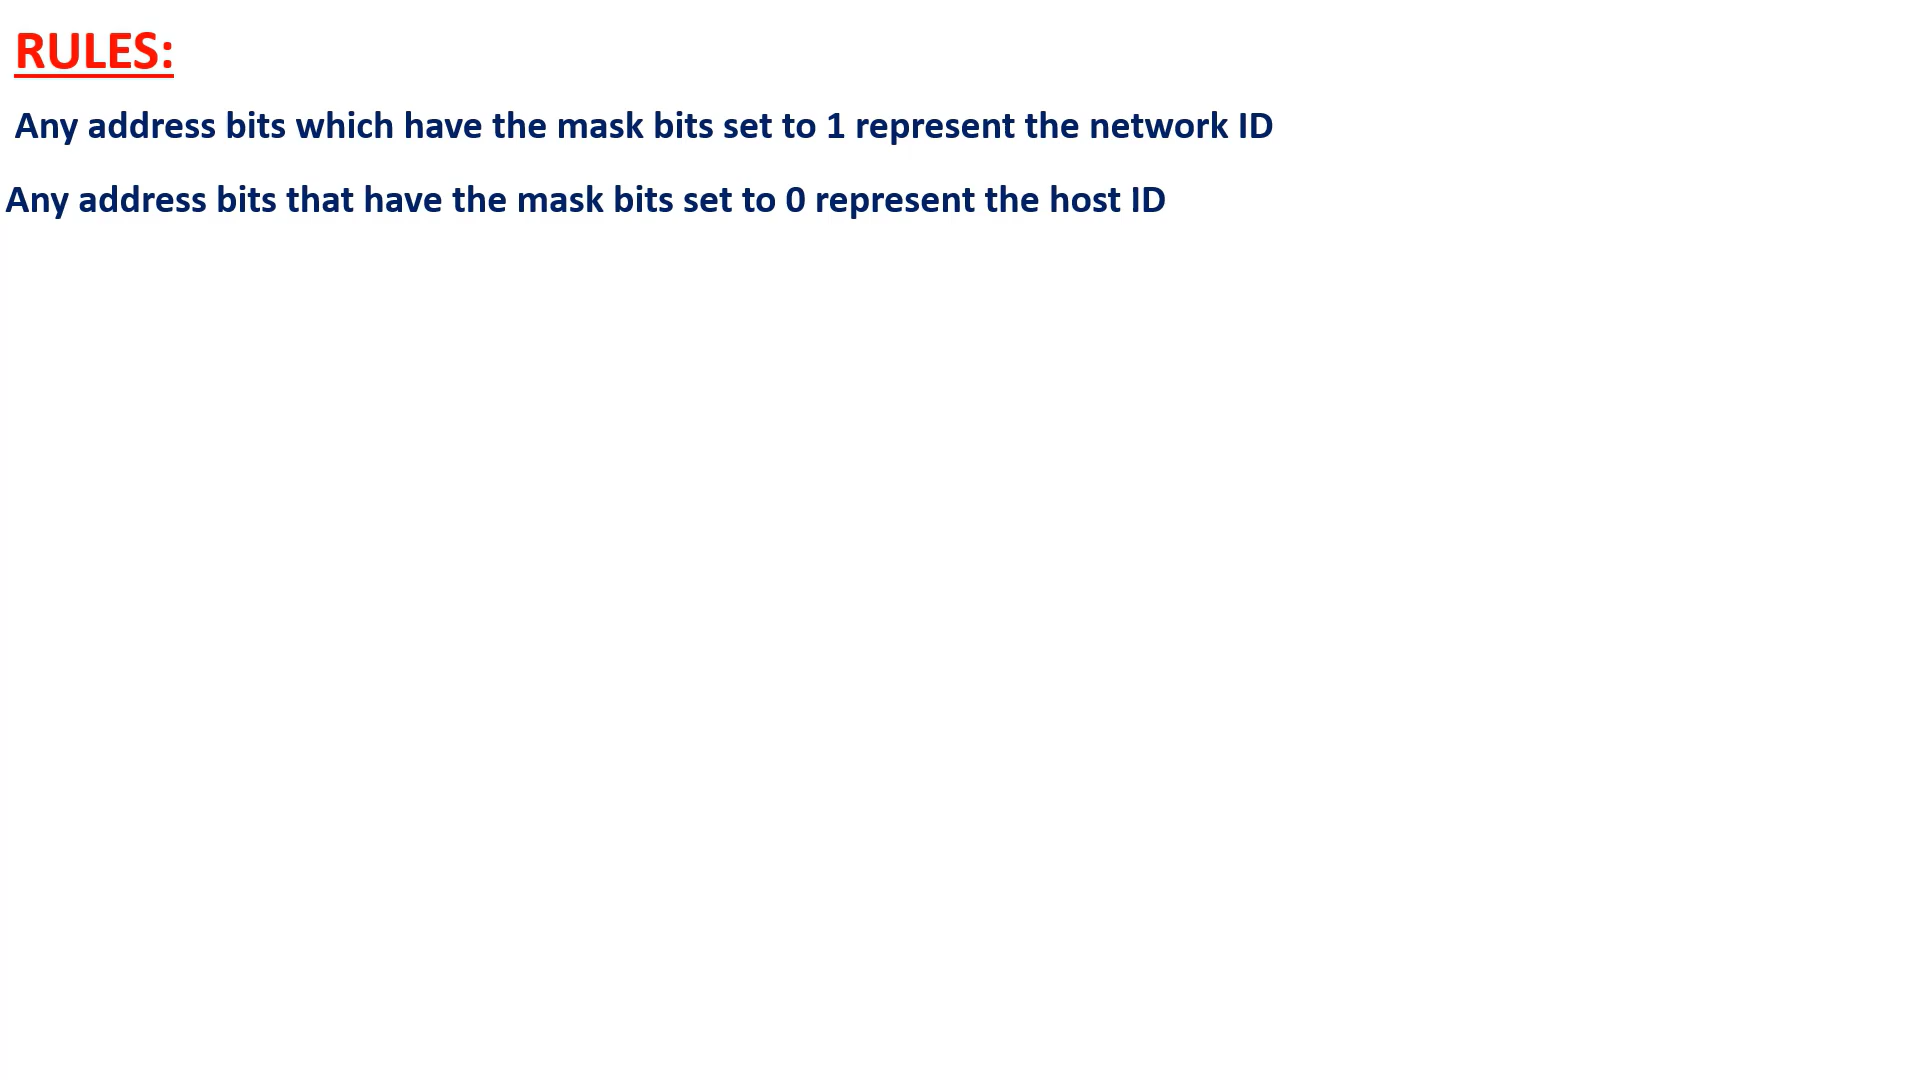 RULES:
Any address bits which have the mask bits set to 1 represent the network ID
Any address bits that have the mask bits set to 0 represent the host ID